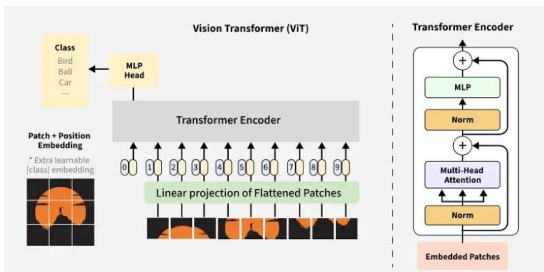 Vision Transformer (ViT)
Class
Bird
Ball
Car
...
MLP
Head
Transformer Encoder
Patch + Position
Embedding
* Extra learnable
[class] embedding
0 1 2 3 4 5 6 7 8 9
Linear projection of Flattened Patches
Transformer Encoder
+
MLP
Norm
+
Multi-Head
Attention
Norm
Embedded Patches